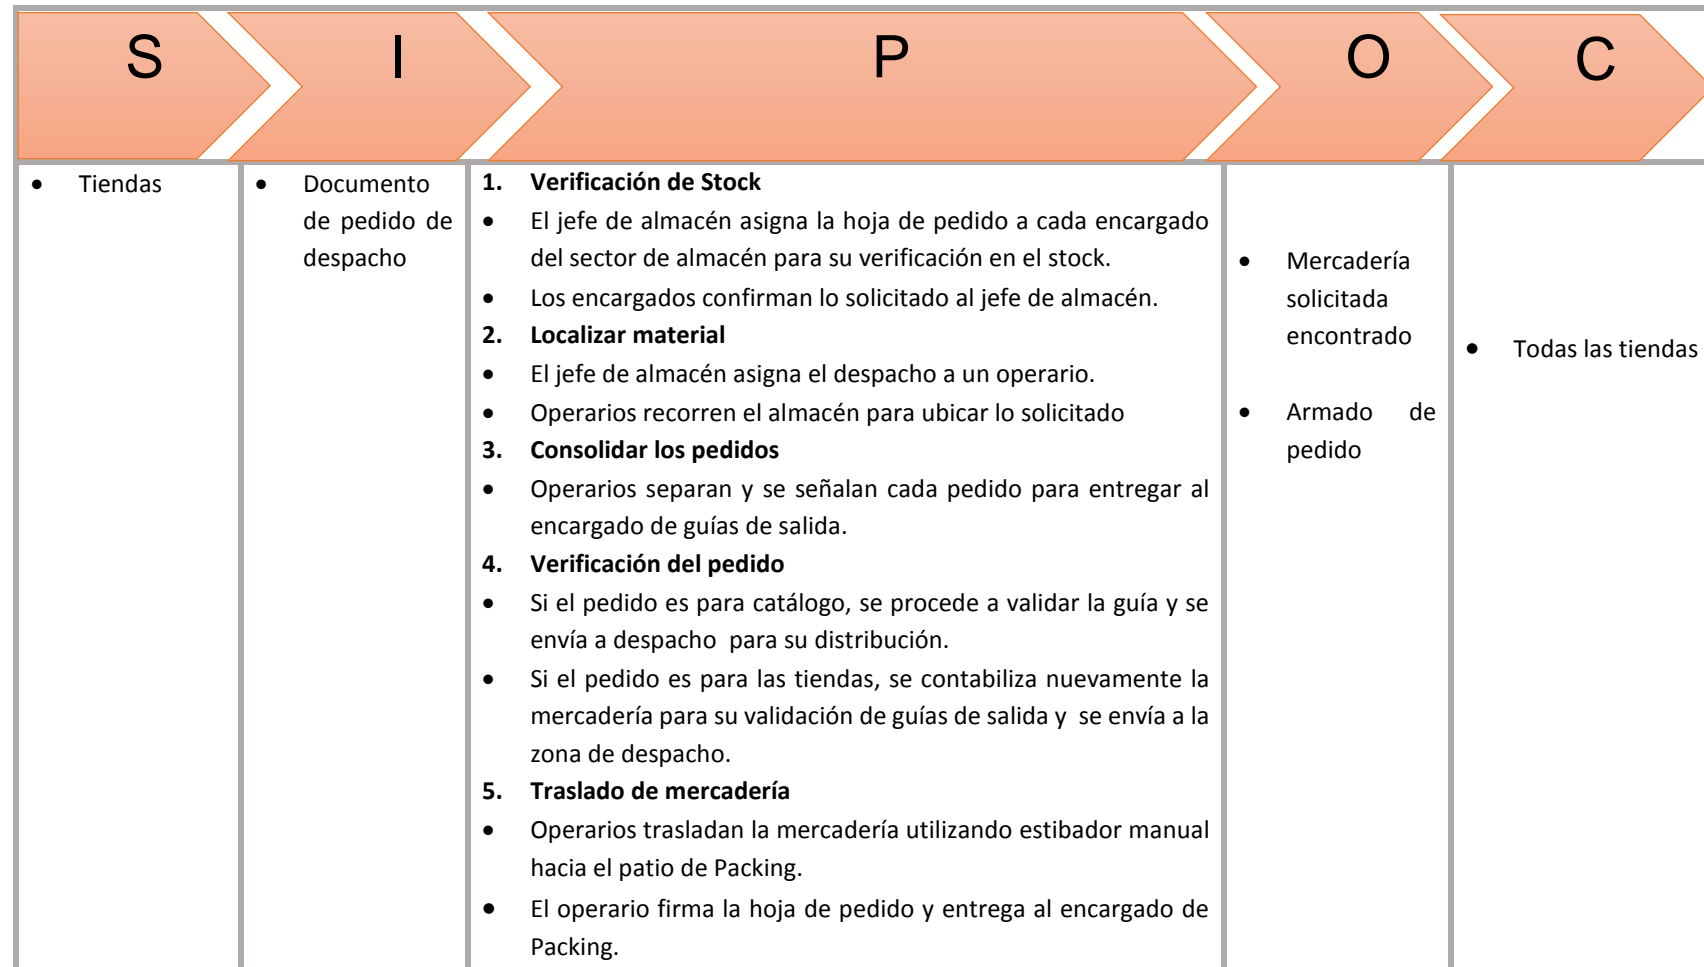 S
I
P
O
C
• Tiendas
• Documento
de pedido de
despacho
1. Verificación de Stock
• El jefe de almacén asigna la hoja de pedido a cada encargado
del sector de almacén para su verificación en el stock.
• Los encargados confirman lo solicitado al jefe de almacén.
2. Localizar material
• El jefe de almacén asigna el despacho a un operario.
• Operarios recorren el almacén para ubicar lo solicitado
3. Consolidar los pedidos
• Operarios separan y se señalan cada pedido para entregar al
encargado de guías de salida.
4. Verificación del pedido
• Si el pedido es para catálogo, se procede a validar la guía y se
envía a despacho para su distribución.
• Si el pedido es para las tiendas, se contabiliza nuevamente la
mercadería para su validación de guías de salida y se envía a la
zona de despacho.
5. Traslado de mercadería
• Operarios trasladan la mercadería utilizando estibador manual
hacia el patio de Packing.
• El operario firma la hoja de pedido y entrega al encargado de
Packing.
• Mercadería
solicitada
encontrado
• Armado de
pedido
• Todas las tiendas